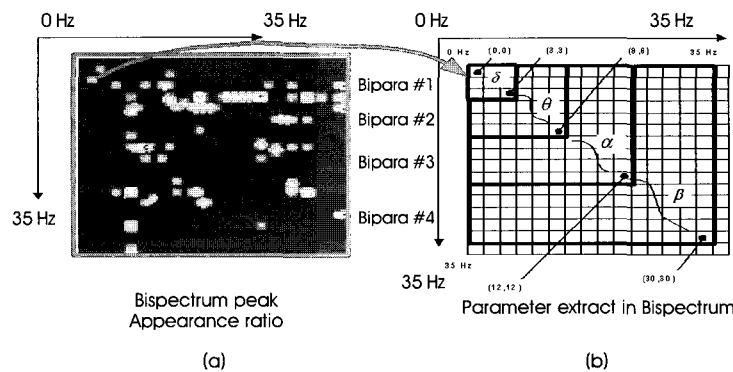 0 Hz 35 Hz
35 Hz
Bipara #1
Bipara #2
Bipara #3
Bipara #4
Bispectrum peak
Appearance ratio
(a)
0 Hz 35 Hz
0 Hz (0,0) (3,3) (8,8) 35 Hz
δ
θ
α
β
35 Hz
35 Hz
(12,12) (30,30)
Parameter extract in Bispectrum
(b)